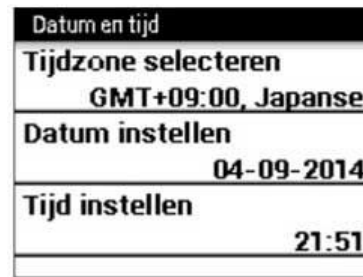 Datum en tijd
Tijdzone selecteren
GMT+09:00, Japanse
Datum instellen
04-09-2014
Tijd instellen
21:51